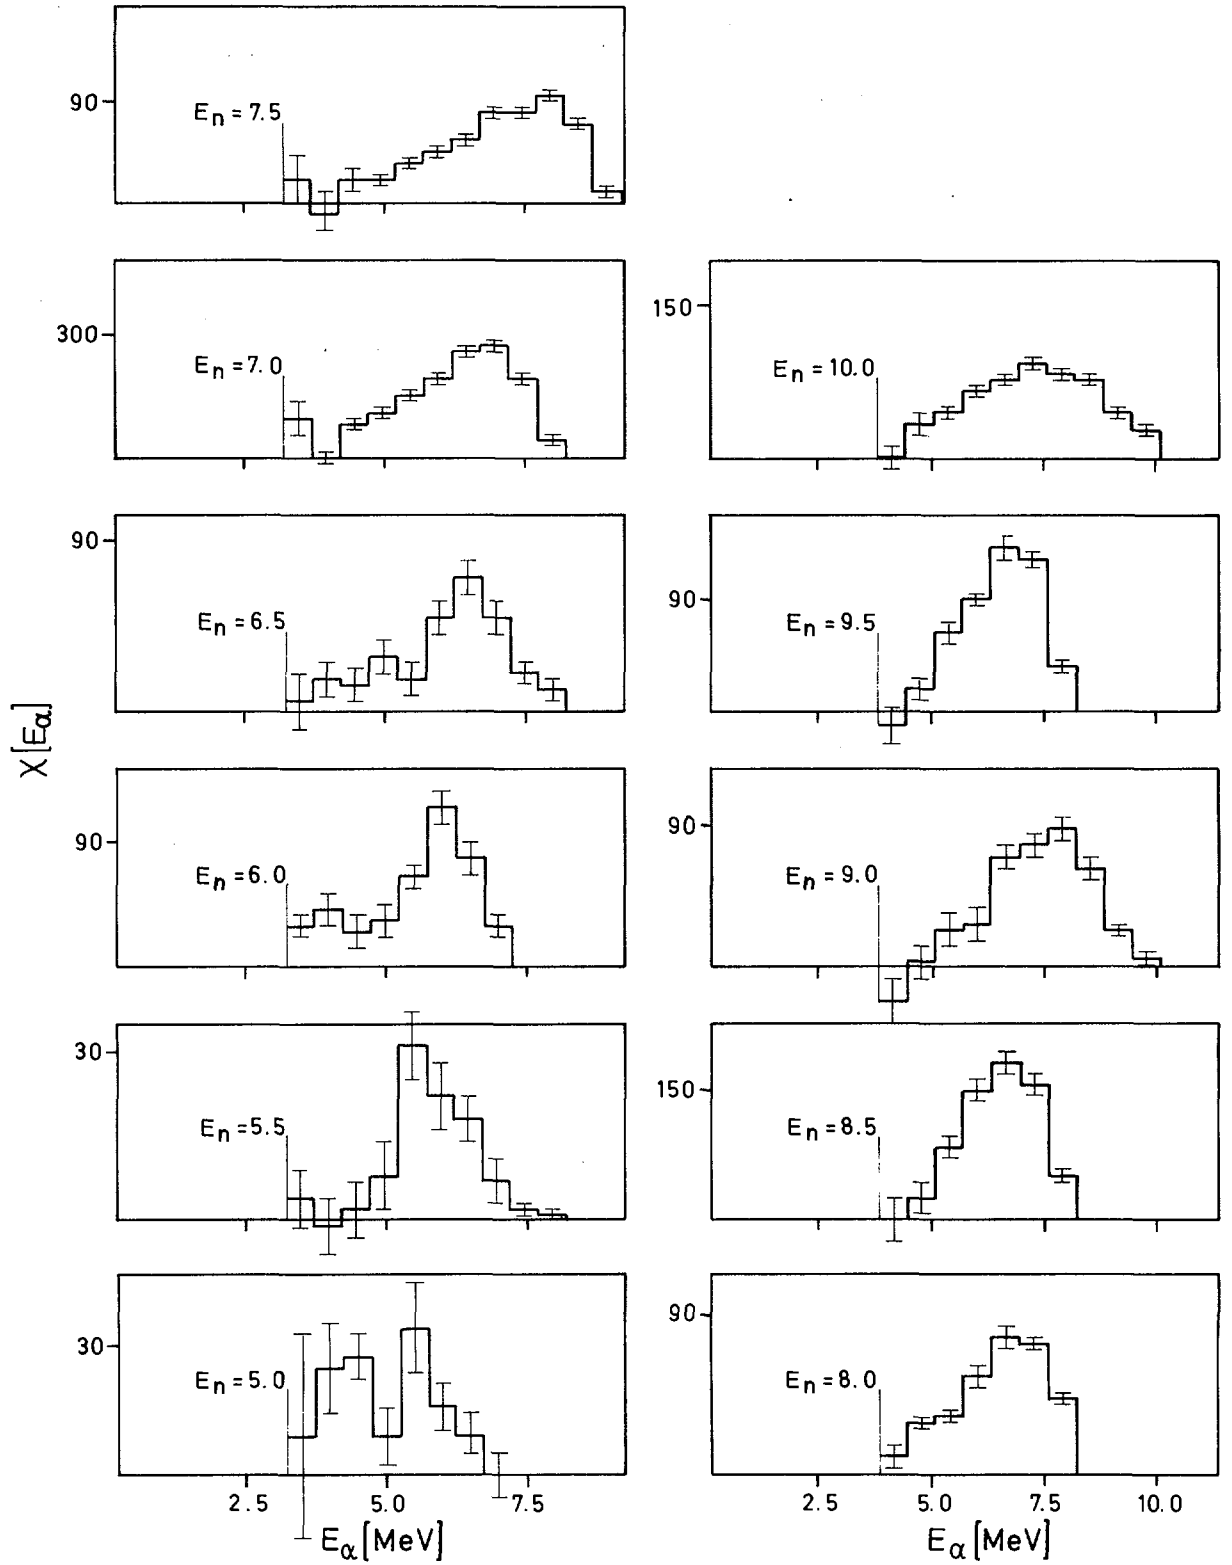 90
E_n = 7.5
300
E_n = 7.0
90
E_n = 6.5
90
E_n = 6.0
30
E_n = 5.5
30
E_n = 5.0
2.5 5.0 7.5
E_α [MeV]
χ[E_α]
150
E_n = 10.0
90
E_n = 9.5
90
E_n = 9.0
150
E_n = 8.5
90
E_n = 8.0
2.5 5.0 7.5 10.0
E_α [MeV]